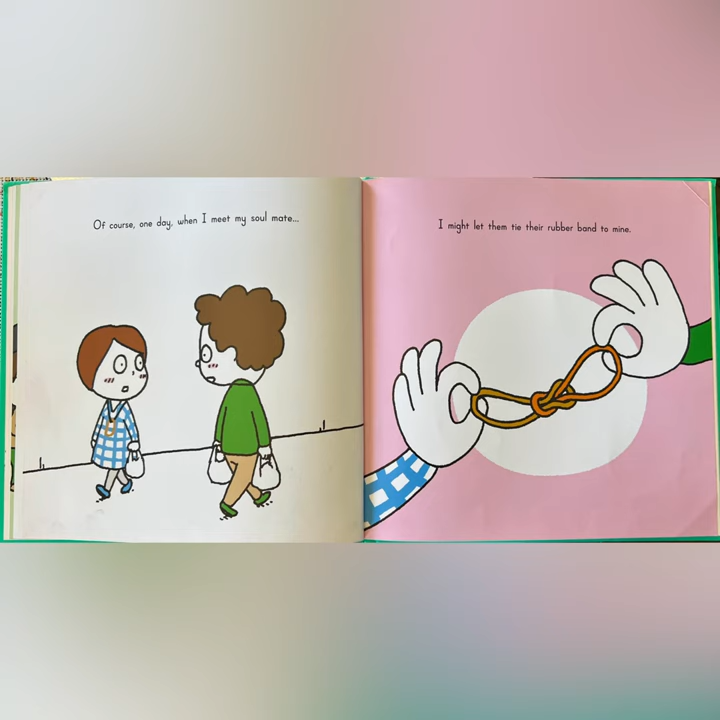 Of course, one day, when I meet my soul mate...
I might let them tie their rubber band to mine.